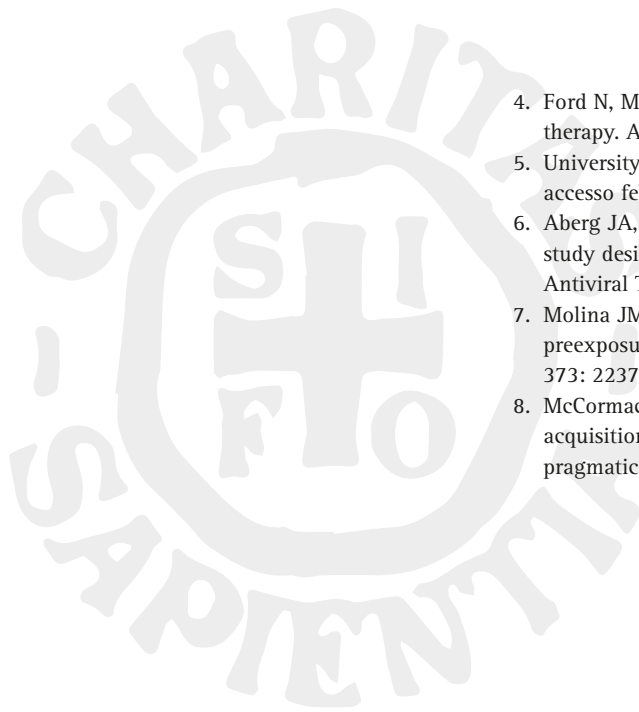 CHARITAS
S I
F O
SAPIENTIA
4. Ford N, M
therapy. A
5. University
accesso fe
6. Aberg JA,
study desi
Antiviral T
7. Molina JM
preexposu
373: 2237
8. McCormac
acquisition
pragmatic